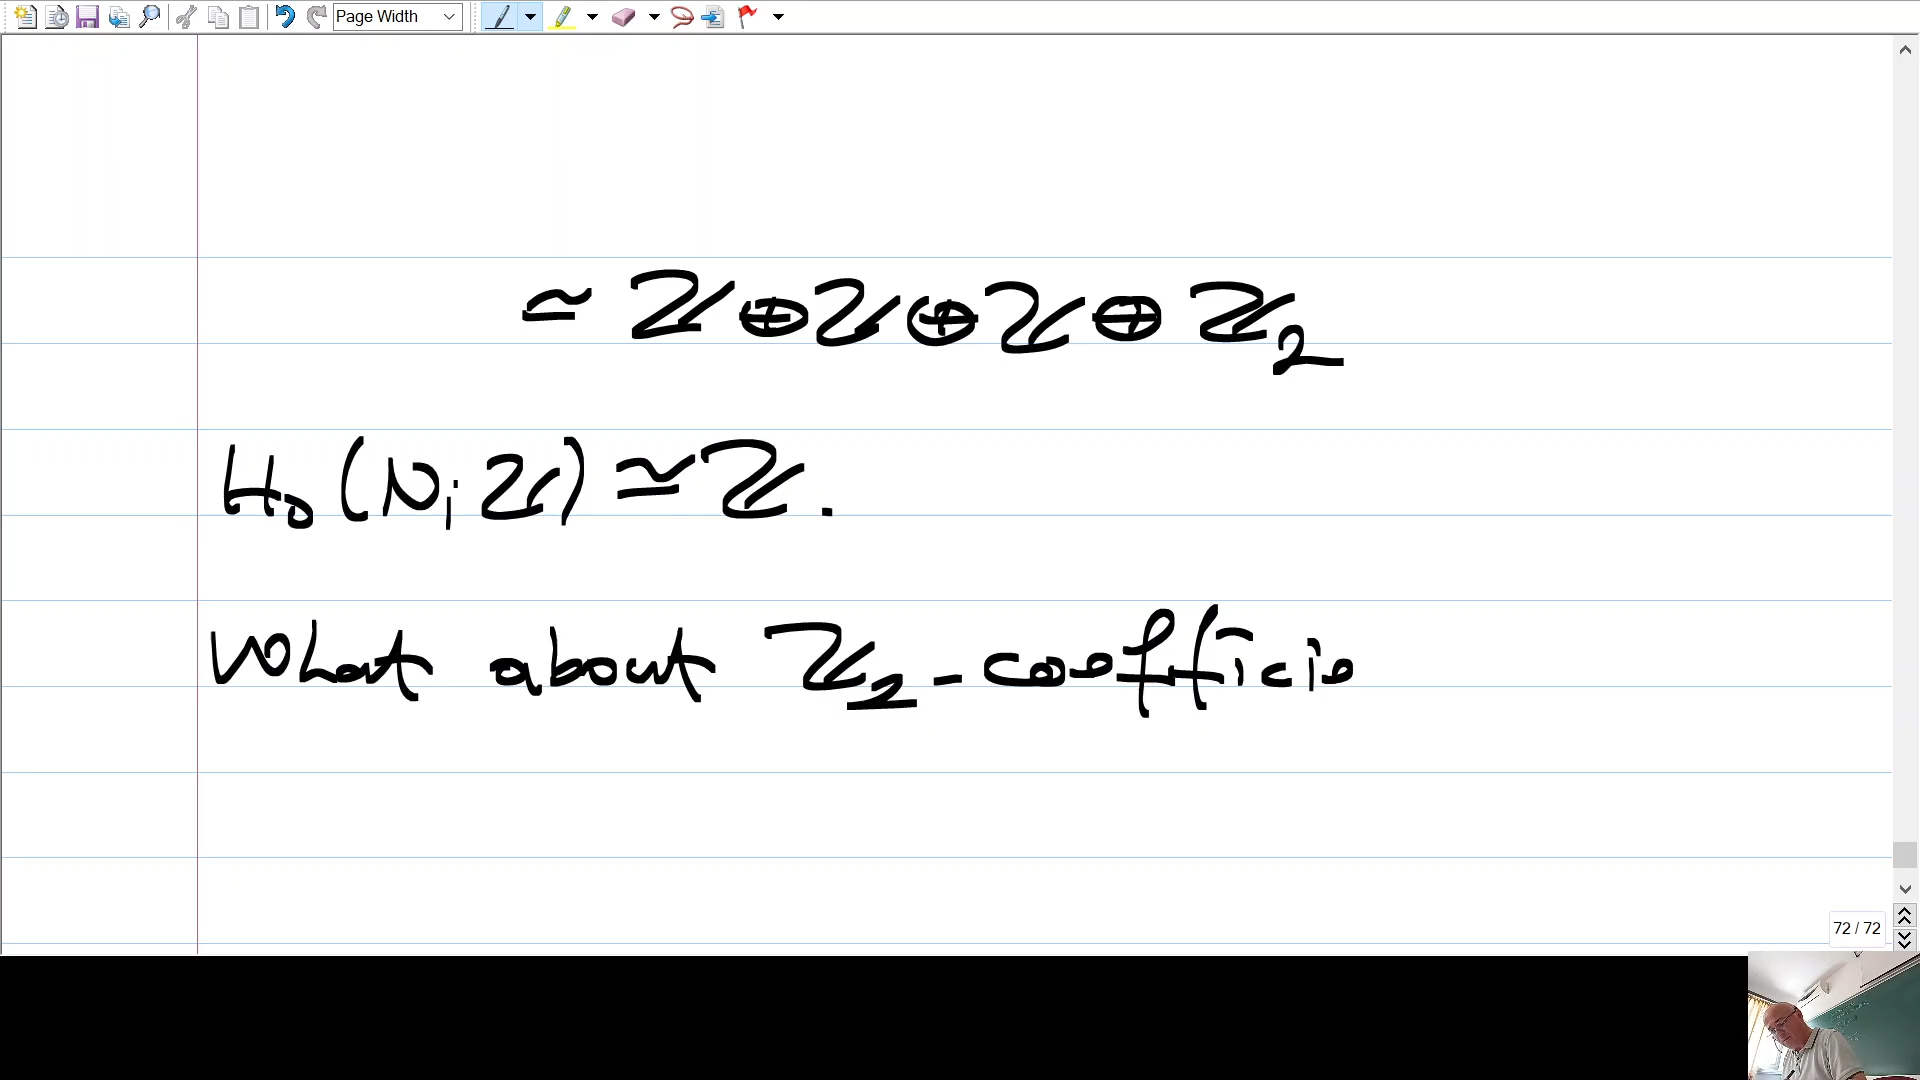 Page Width
≃ ℤ⊕ℤ⊕ℤ⊕ℤ₂
H₀(N;ℤ)≃ℤ.
What about ℤ₂-coefficie
72 / 72